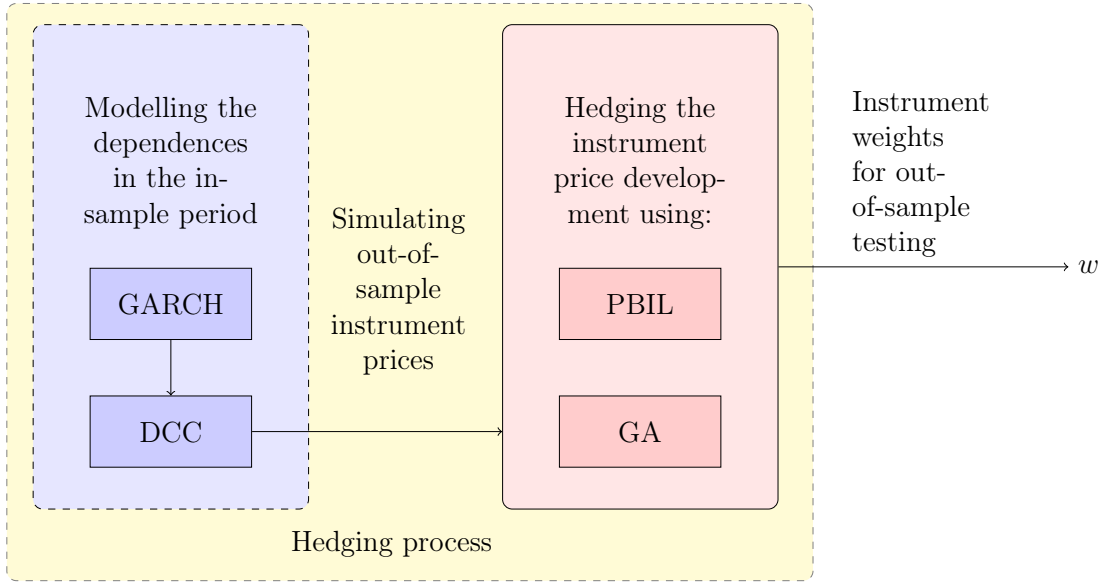 Modelling the
dependences
in the in-
sample period
GARCH
DCC
Simulating
out-of-
sample
instrument
prices
Hedging the
instrument
price develop-
ment using:
PBIL
GA
Instrument
weights
for out-
of-sample
testing
w
Hedging process